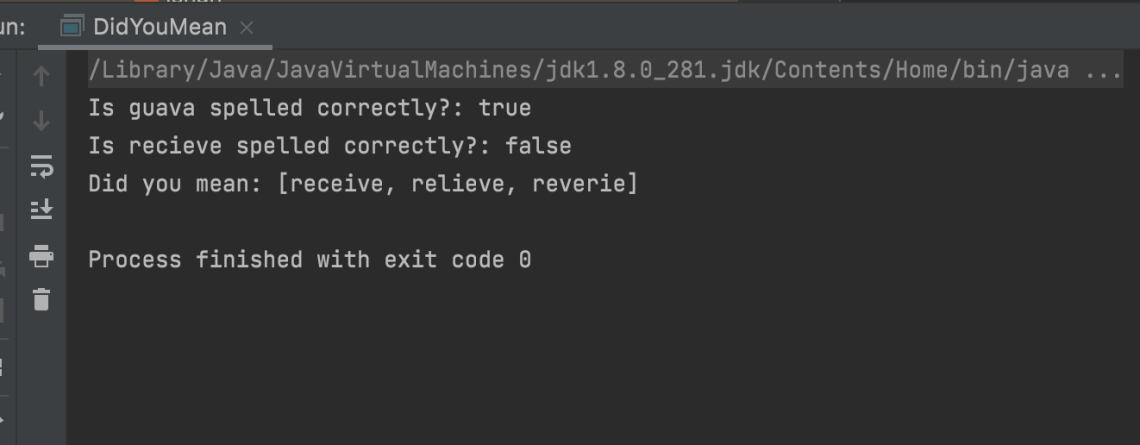 DidYouMean
/Library/Java/JavaVirtualMachines/jdk1.8.0_281.jdk/Contents/Home/bin/java ...
Is guava spelled correctly?: true
Is recieve spelled correctly?: false
Did you mean: [receive, relieve, reverie]
Process finished with exit code 0